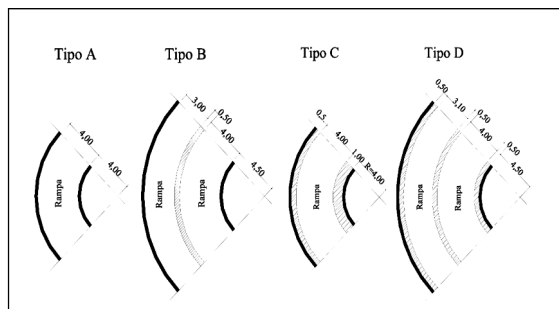 Tipo A
Tipo B
Tipo C
Tipo D
4,00
4,00
Rampa
3,00
0,50
4,00
4,50
Rampa
Rampa
0,5
4,00
1,00
R=4,00
Rampa
0,50
3,10
0,50
4,00
0,50
4,50
Rampa
Rampa